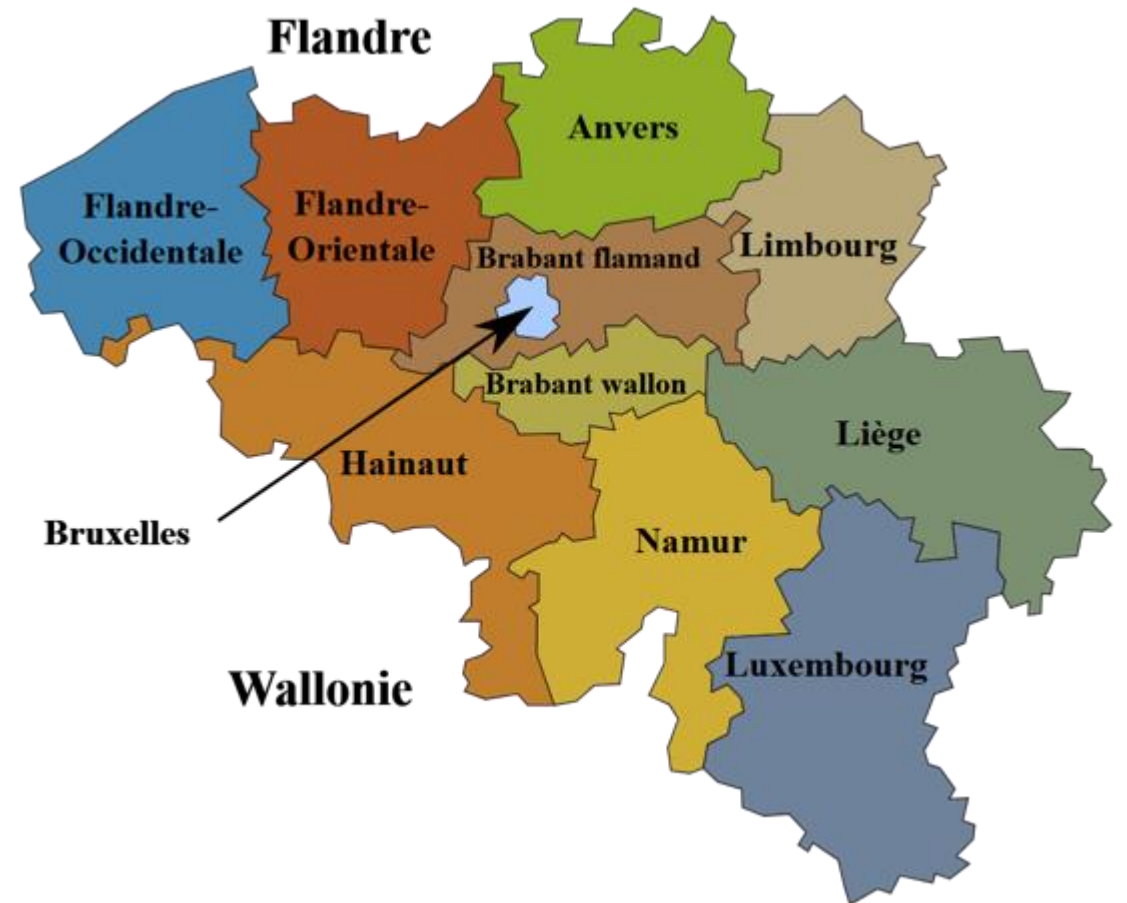 Flandre
Anvers
Flandre-
Occidentale
Flandre-
Orientale
Brabant flamand
Limbourg
Brabant wallon
Liège
Hainaut
Bruxelles
Namur
Wallonie
Luxembourg